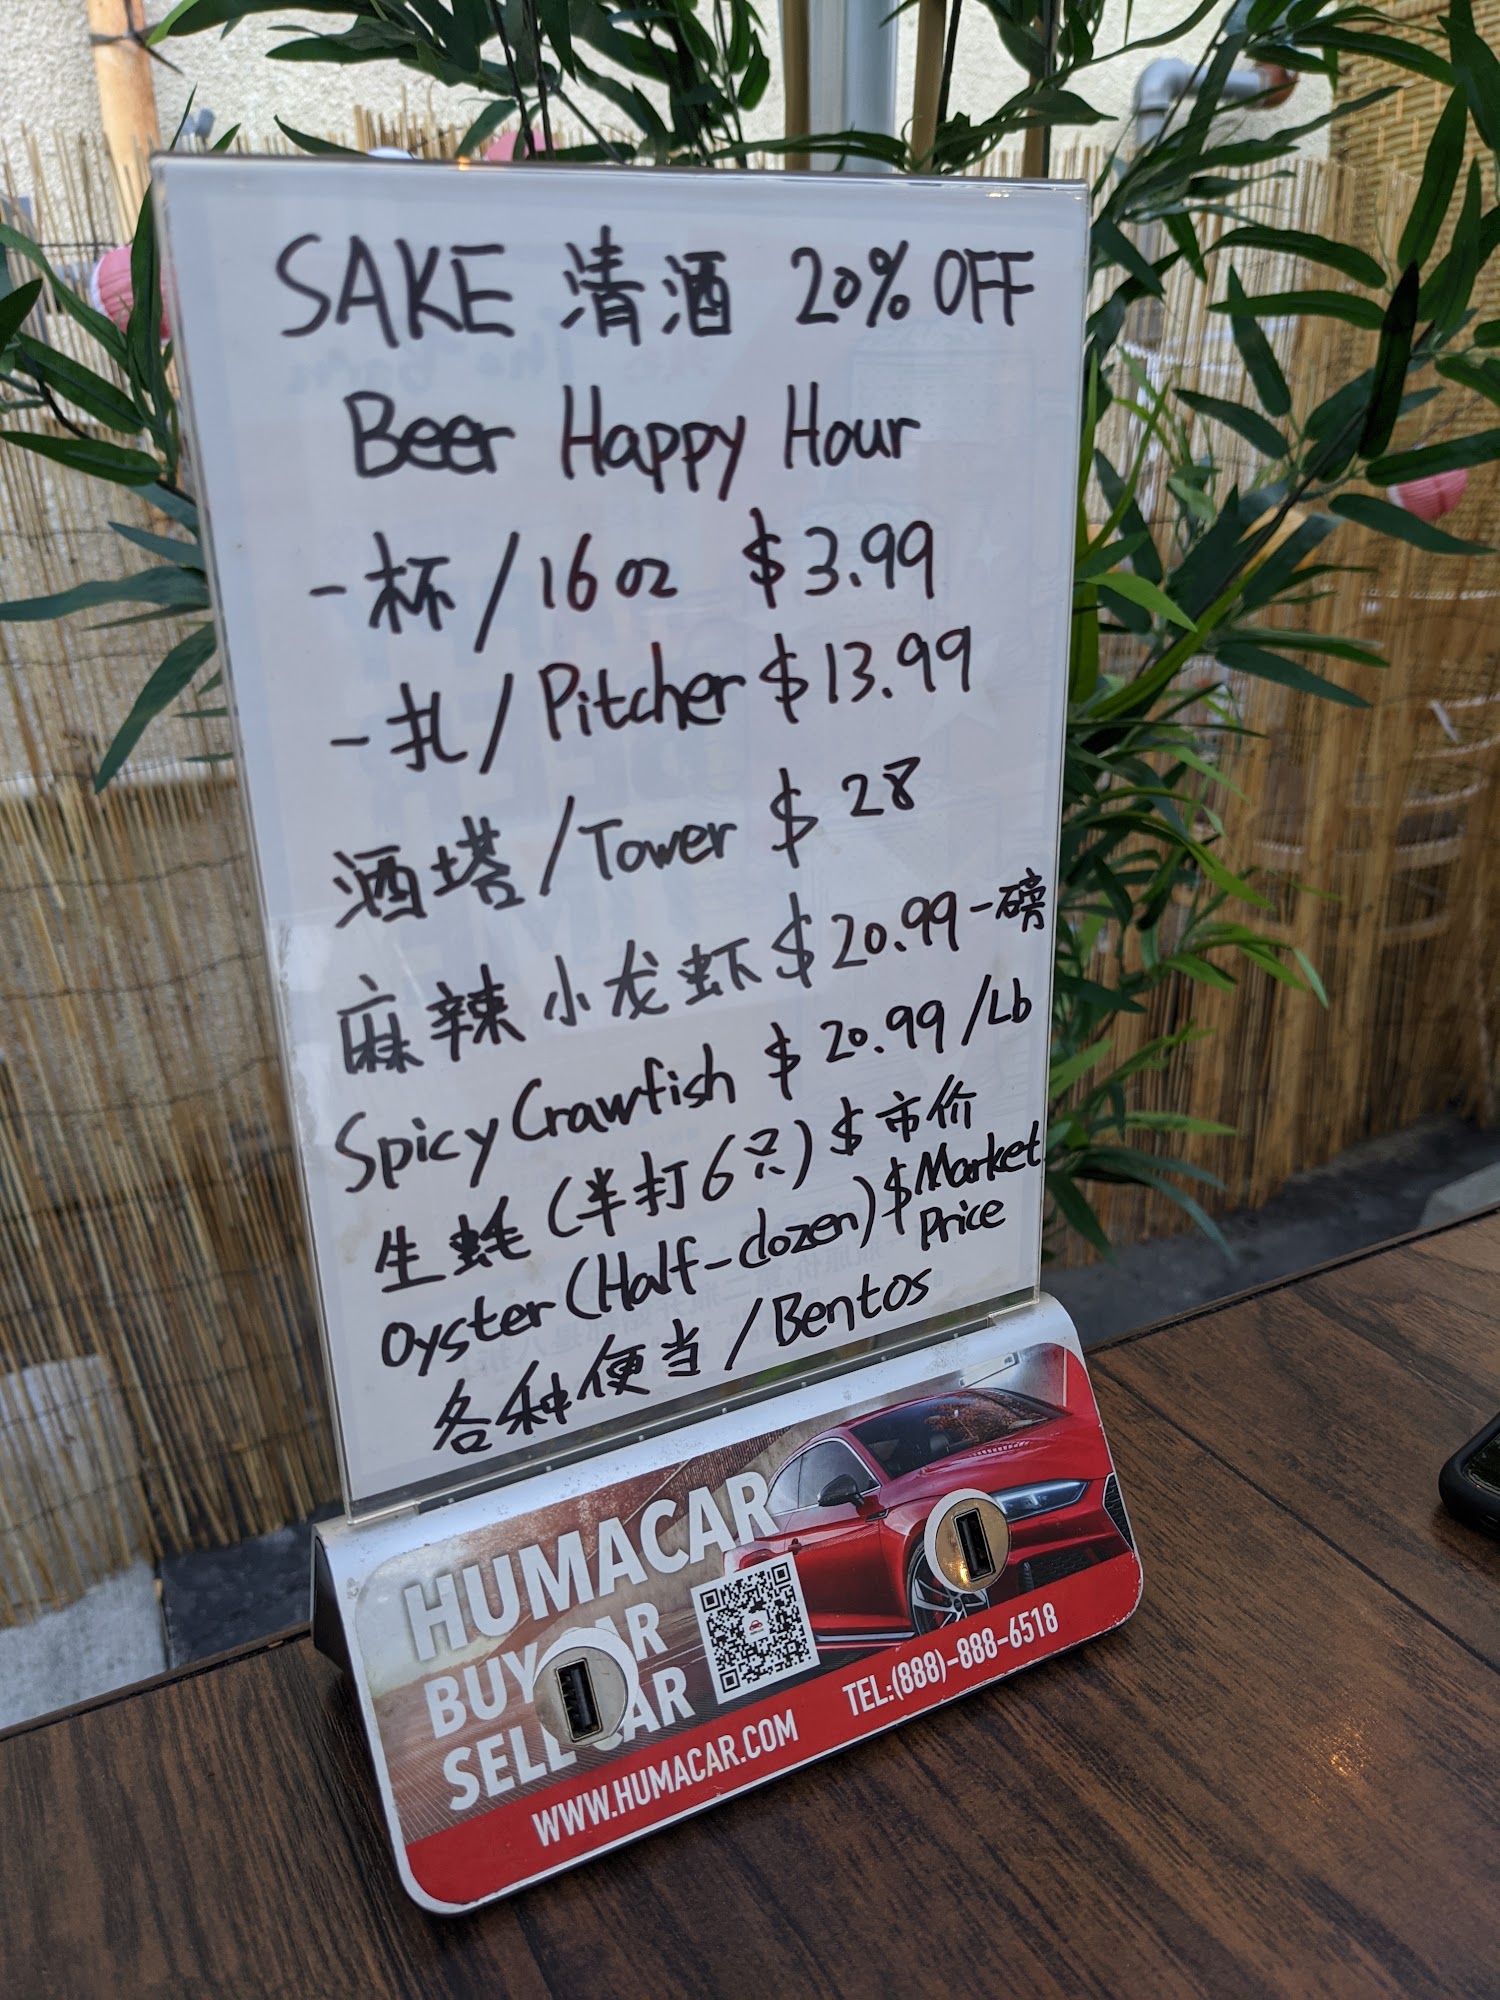 SAKE 清酒 20% OFF
Beer Happy Hour
一杯/16oz $3.99
一扎/Pitcher $13.99
酒塔/Tower $28
麻辣小龙虾 $20.99 一磅
Spicy Crawfish $20.99/Lb
生蚝(半打6只) $市价
Oyster (Half-dozen) $Market Price
各种便当/Bentos
HUMACAR
BUY CAR
SELL CAR
WWW.HUMACAR.COM TEL:(888)-888-6518